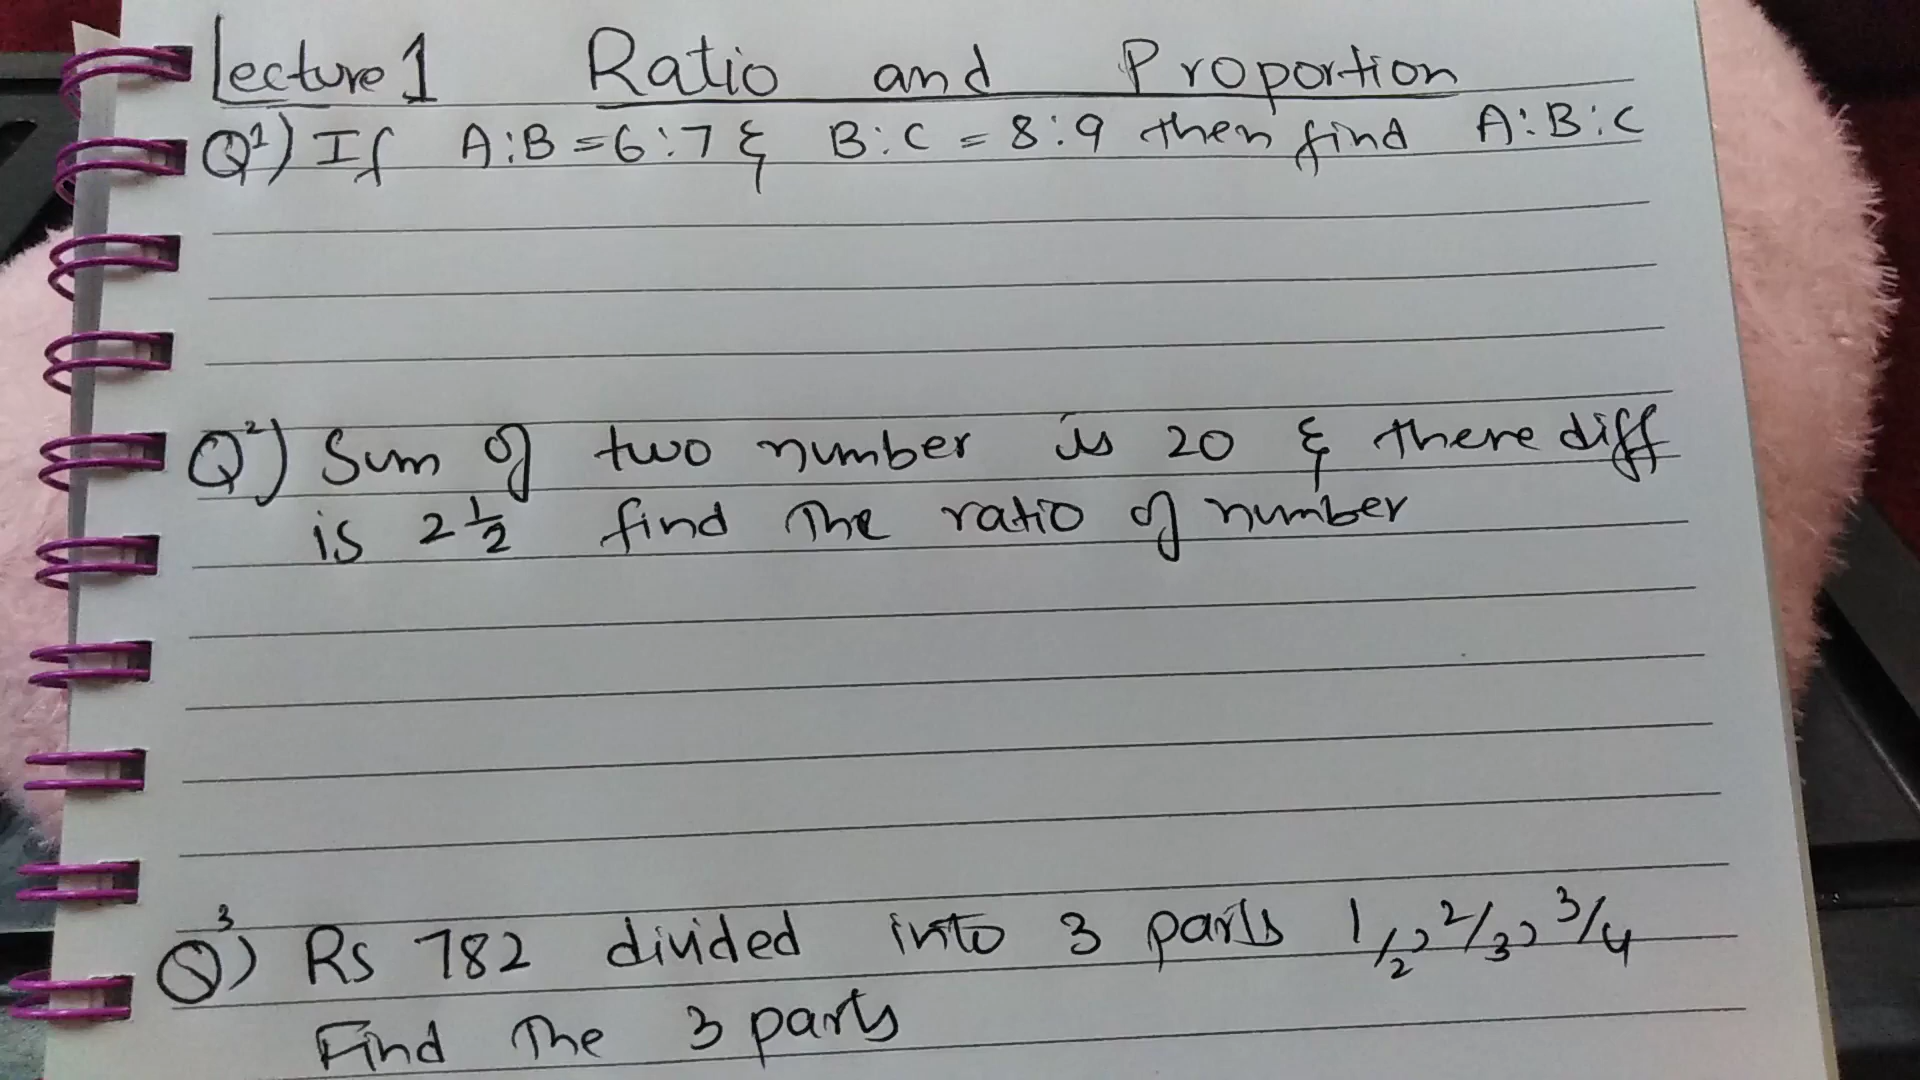 Lecture 1 Ratio and Proportion
Q1) If A:B = 6:7 & B:C = 8:9 then find A:B:C
Q2) Sum of two number is 20 & there diff
is 2 1/2 find the ratio of number
Q3) Rs 782 divided into 3 parts 1/2, 2/3, 3/4
Find The 3 parts